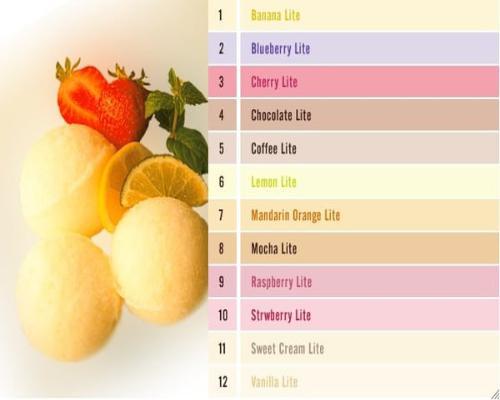 1 Banana Lite
2 Blueberry Lite
3 Cherry Lite
4 Chocolate Lite
5 Coffee Lite
6 Lemon Lite
7 Mandarin Orange Lite
8 Mocha Lite
9 Raspberry Lite
10 Strwberry Lite
11 Sweet Cream Lite
12 Vanilla Lite